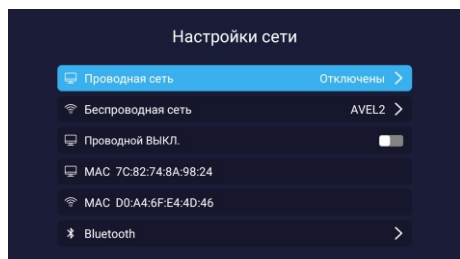 Настройки сети
Проводная сеть Отключены
Беспроводная сеть AVEL2
Проводной ВЫКЛ.
MAC 7C:82:74:8A:98:24
MAC D0:A4:6F:E4:4D:46
Bluetooth